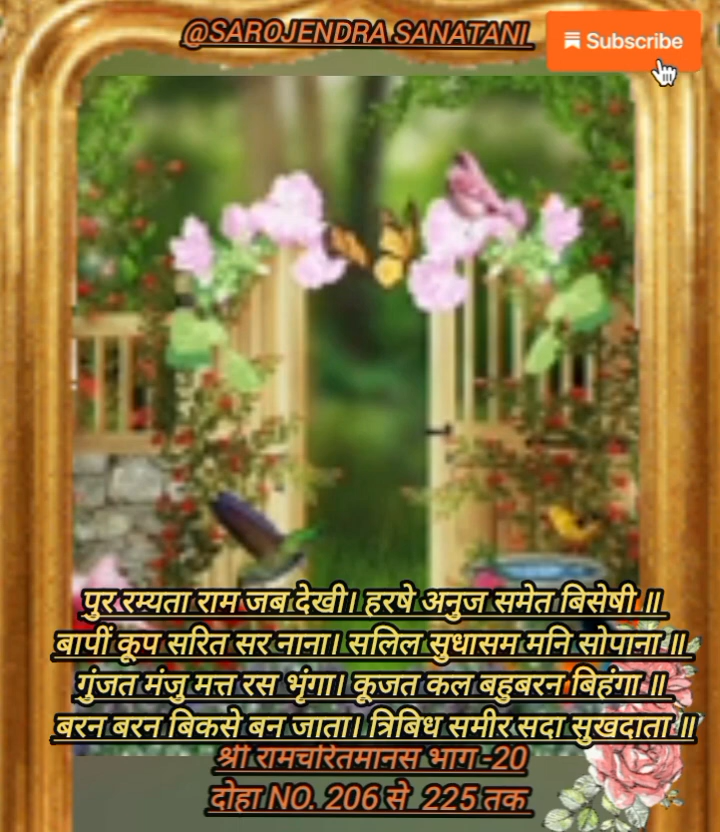 @SAROJENDRA SANATANI
Subscribe
पुर रम्यता राम जब देखी। हरषे अनुज समेत बिसेषी ॥
बापीं कूप सरित सर नाना। सलिल सुधासम मनि सोपाना ॥
गुंजत मंजु मत्त रस भृंगा। कूजत कल बहुबरन बिहंगा ॥
बरन बरन बिकसे बन जाता। त्रिबिध समीर सदा सुखदाता ॥
श्री रामचरितमानस भाग -20
दोहा NO. 206 से 225 तक